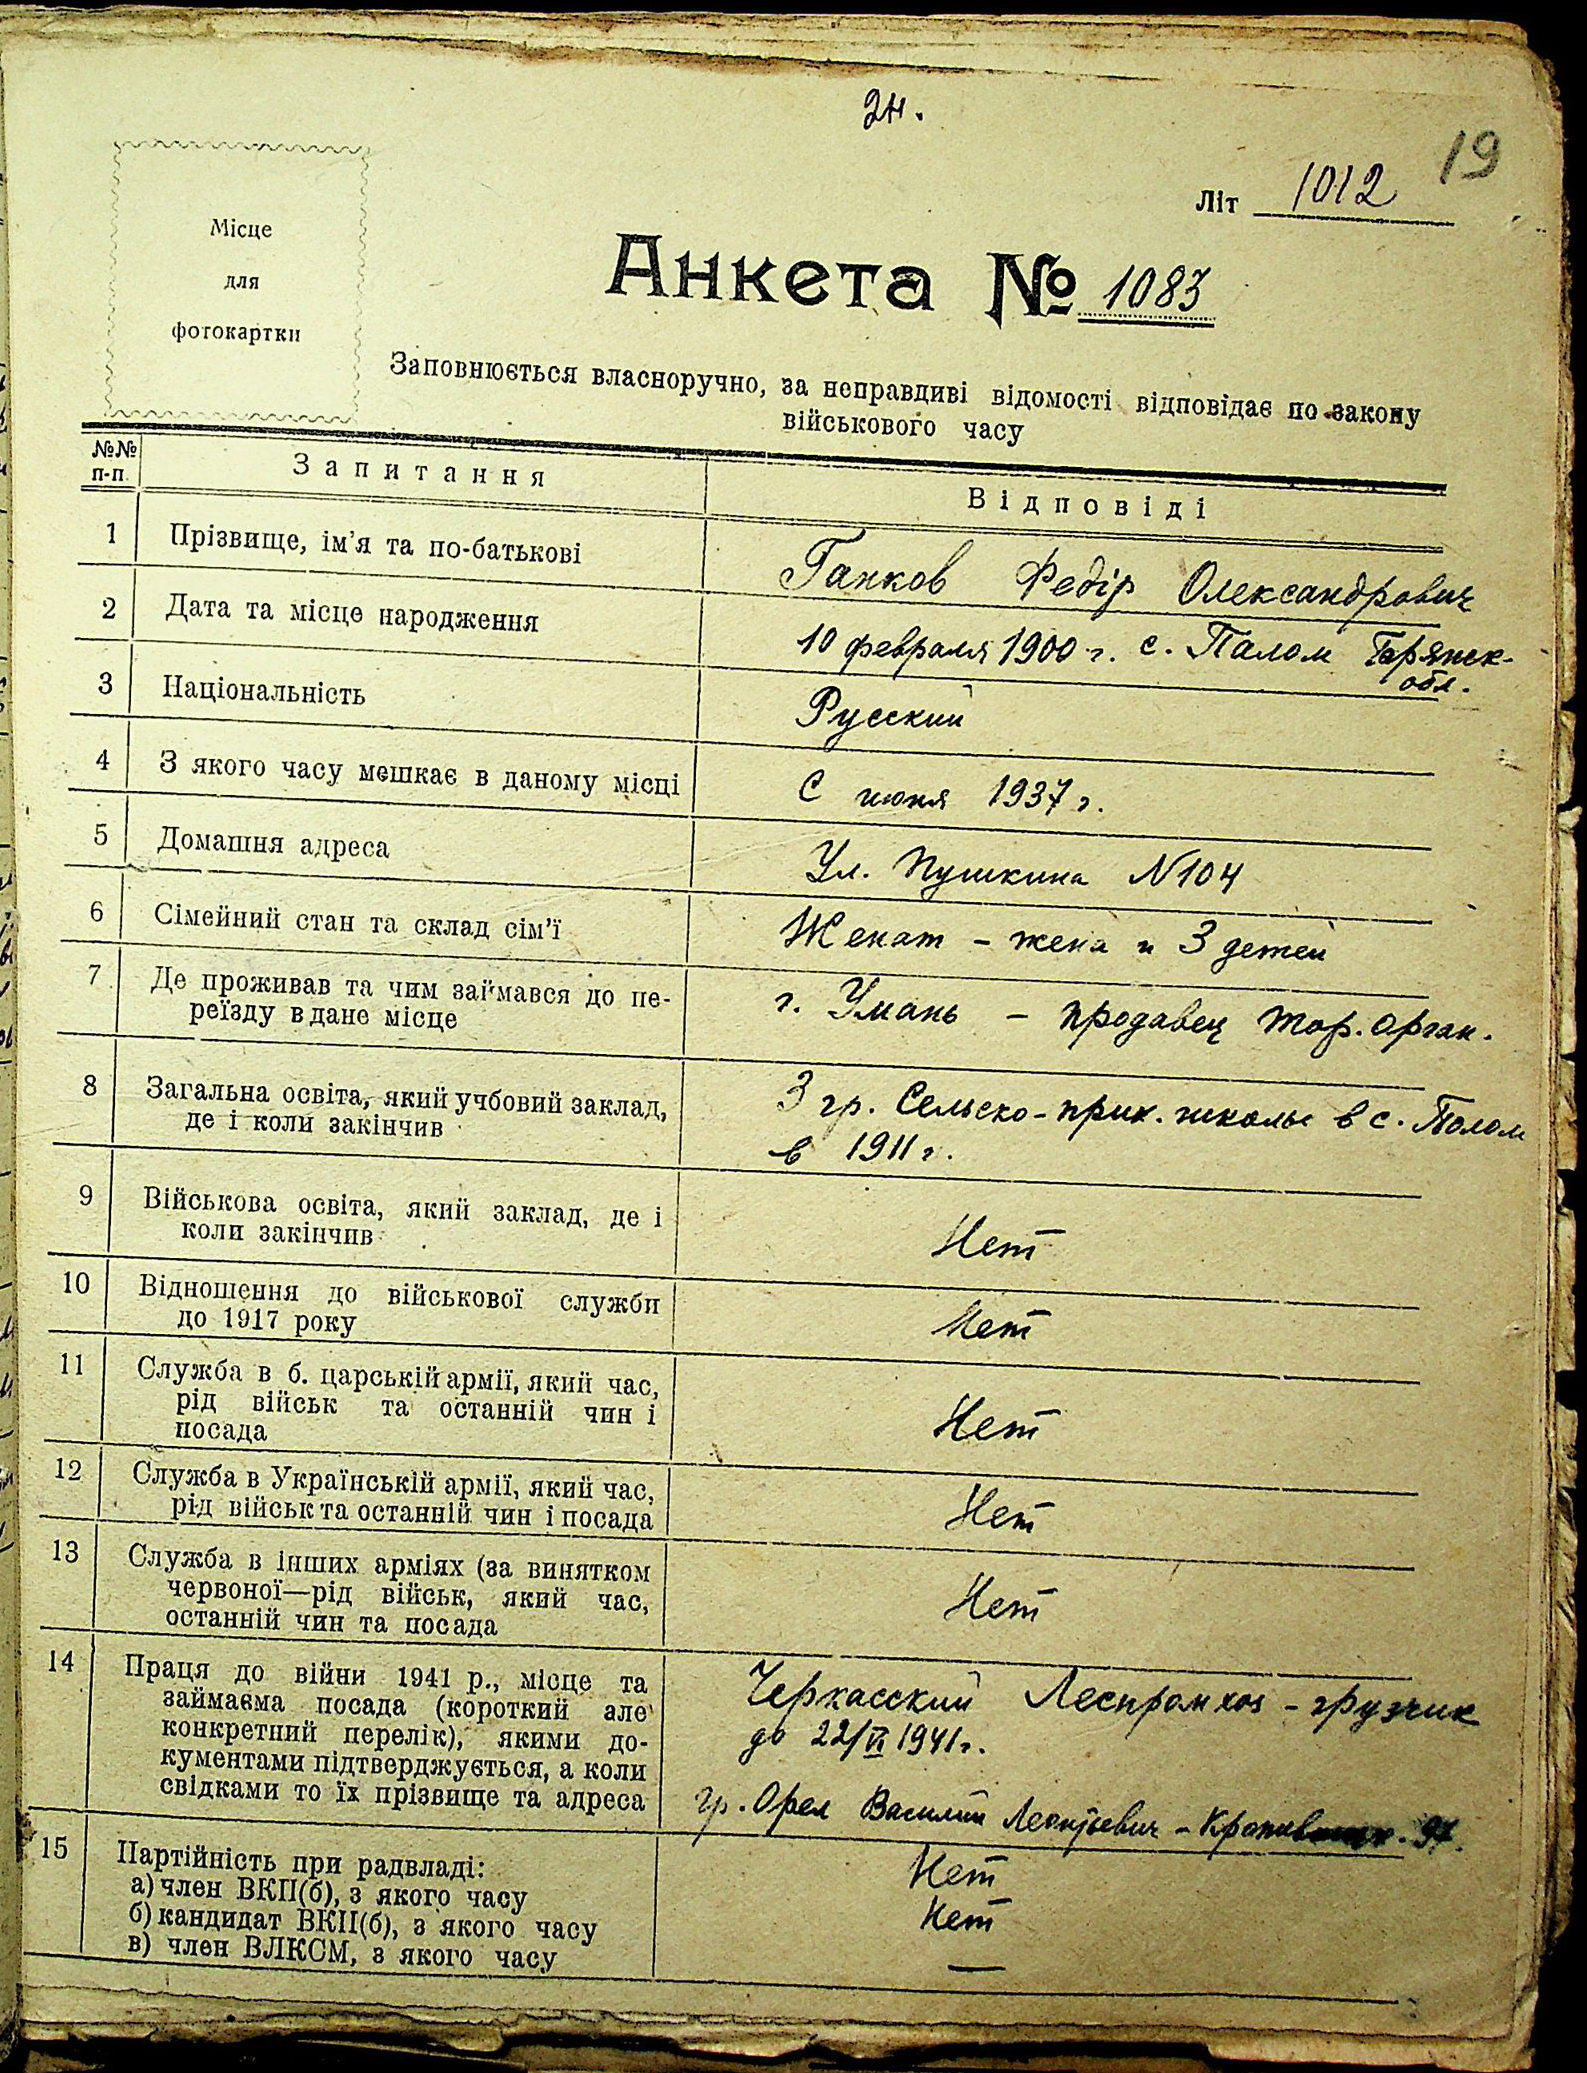 зн.
19
Літ 1012
Місце
для
фотокартки
Анкета № 1083
Заповнюється власноручно, за неправдиві відомості відповідає по закону
військового часу
№№
п-п.
Запитання
Відповіді
1 Прізвище, ім'я та по-батькові
Ганков Федір Олександрович
2 Дата та місце народження
10 февраля 1900 г. с. Палом Брянск-
обл.
3 Національність
Русский
4 З якого часу мешкає в даному місці
С июня 1937 г.
5 Домашня адреса
Ул. Пушкина N 104
6 Сімейний стан та склад сім'ї
Женат - жена и 3 детей
7 Де проживав та чим займався до пе-
реїзду в дане місце
г. Умань - продавец тор. орган.
8 Загальна освіта, який учбовий заклад,
де і коли закінчив
3 гр. Сельско-прих. школы в с. Полом
в 1911 г.
9 Військова освіта, який заклад, де і
коли закінчив
Нет
10 Відношення до військової служби
до 1917 року
Нет
11 Служба в б. царській армії, який час,
рід військ та останній чин і
посада
Нет
12 Служба в Українській армії, який час,
рід військ та останній чин і посада
Нет
13 Служба в інших арміях (за винятком
червоної—рід військ, який час,
останній чин та посада
Нет
14 Праця до війни 1941 р., місце та
займаєма посада (короткий але
конкретний перелік), якими до-
кументами підтверджується, а коли
свідками то їх прізвище та адреса
Черкасский Леспромхоз - грузчик
до 22/VI 1941 г.
гр. Орел Василий Леонтьевич - 97.
15 Партійність при радвладі:
а) член ВКП(б), з якого часу
б) кандидат ВКП(б), з якого часу
в) член ВЛКСМ, з якого часу
Нет
Нет
—